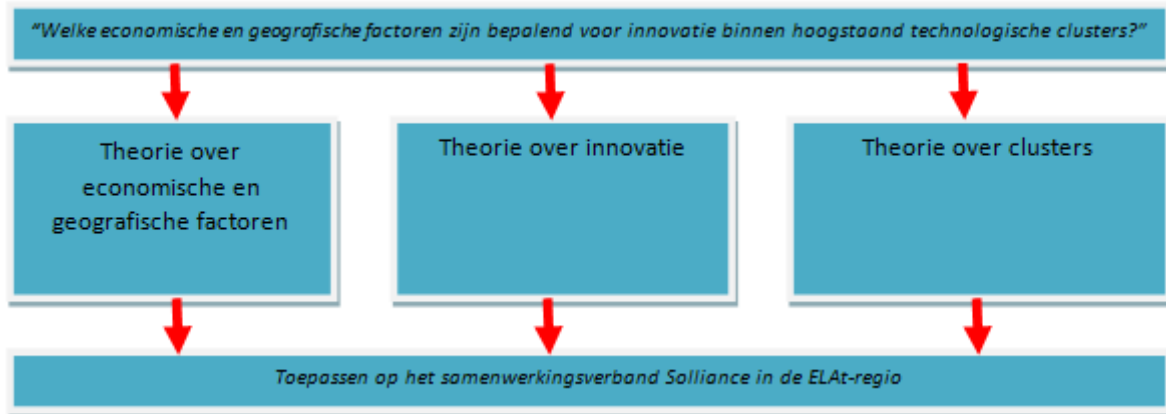 “Welke economische en geografische factoren zijn bepalend voor innovatie binnen hoogstaand technologische clusters?”
Theorie over
economische en
geografische factoren
Theorie over innovatie
Theorie over clusters
Toepassen op het samenwerkingsverband Solliance in de ELAt-regio